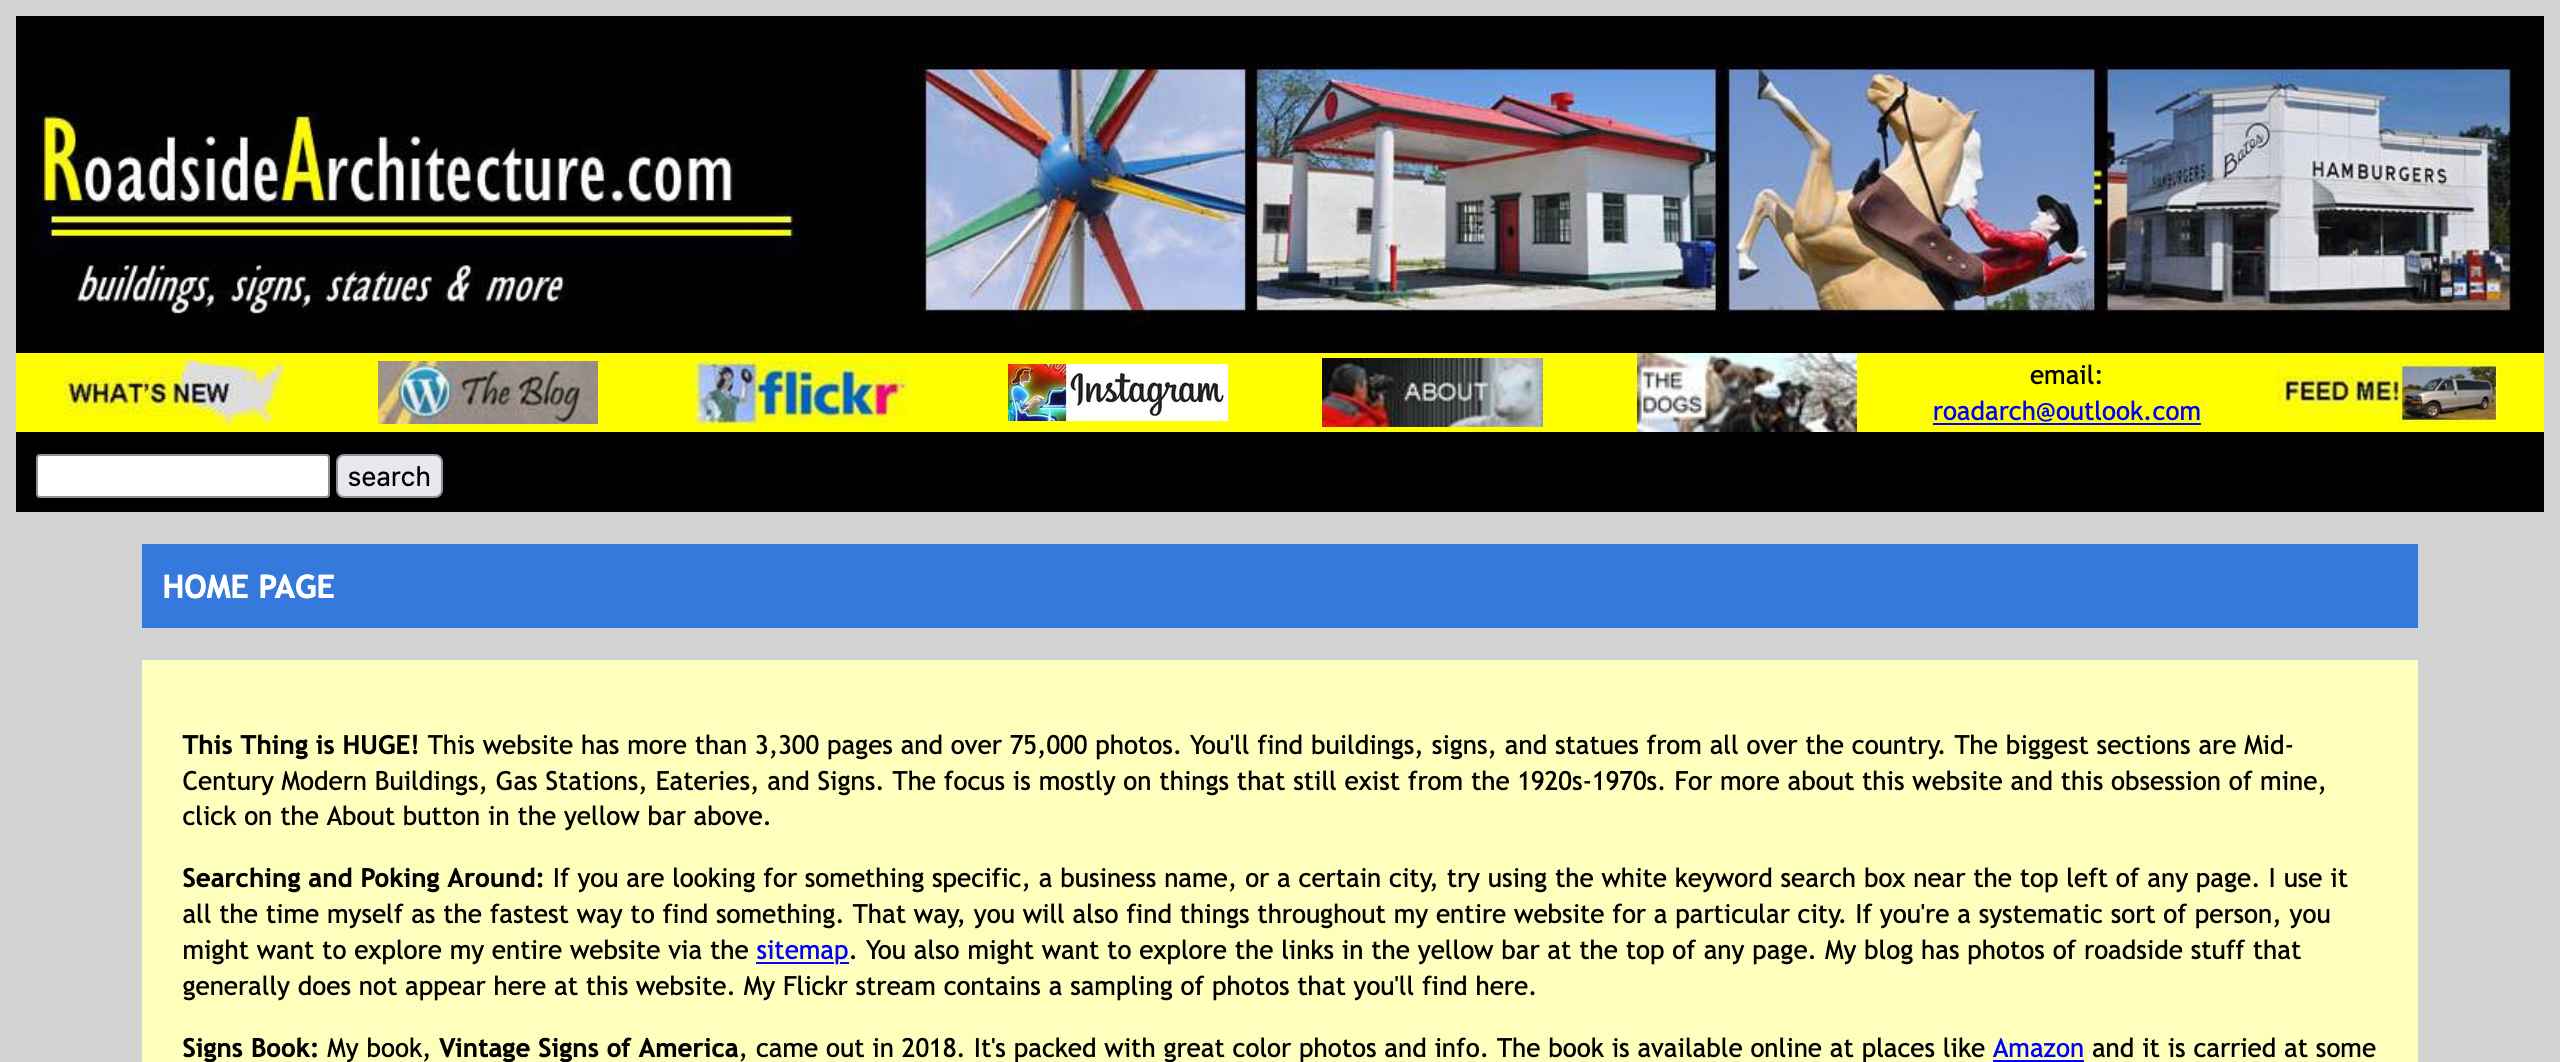 RoadsideArchitecture.com
buildings, signs, statues & more
HAMBURGERS
Bates
HAMBURGERS
WHAT'S NEW
The Blog
flickr
Instagram
ABOUT
THE
DOGS
email:
roadarch@outlook.com
FEED ME!
search
HOME PAGE
This Thing is HUGE! This website has more than 3,300 pages and over 75,000 photos. You'll find buildings, signs, and statues from all over the country. The biggest sections are Mid-
Century Modern Buildings, Gas Stations, Eateries, and Signs. The focus is mostly on things that still exist from the 1920s-1970s. For more about this website and this obsession of mine,
click on the About button in the yellow bar above.
Searching and Poking Around: If you are looking for something specific, a business name, or a certain city, try using the white keyword search box near the top left of any page. I use it
all the time myself as the fastest way to find something. That way, you will also find things throughout my entire website for a particular city. If you're a systematic sort of person, you
might want to explore my entire website via the sitemap. You also might want to explore the links in the yellow bar at the top of any page. My blog has photos of roadside stuff that
generally does not appear here at this website. My Flickr stream contains a sampling of photos that you'll find here.
Signs Book: My book, Vintage Signs of America, came out in 2018. It's packed with great color photos and info. The book is available online at places like Amazon and it is carried at some